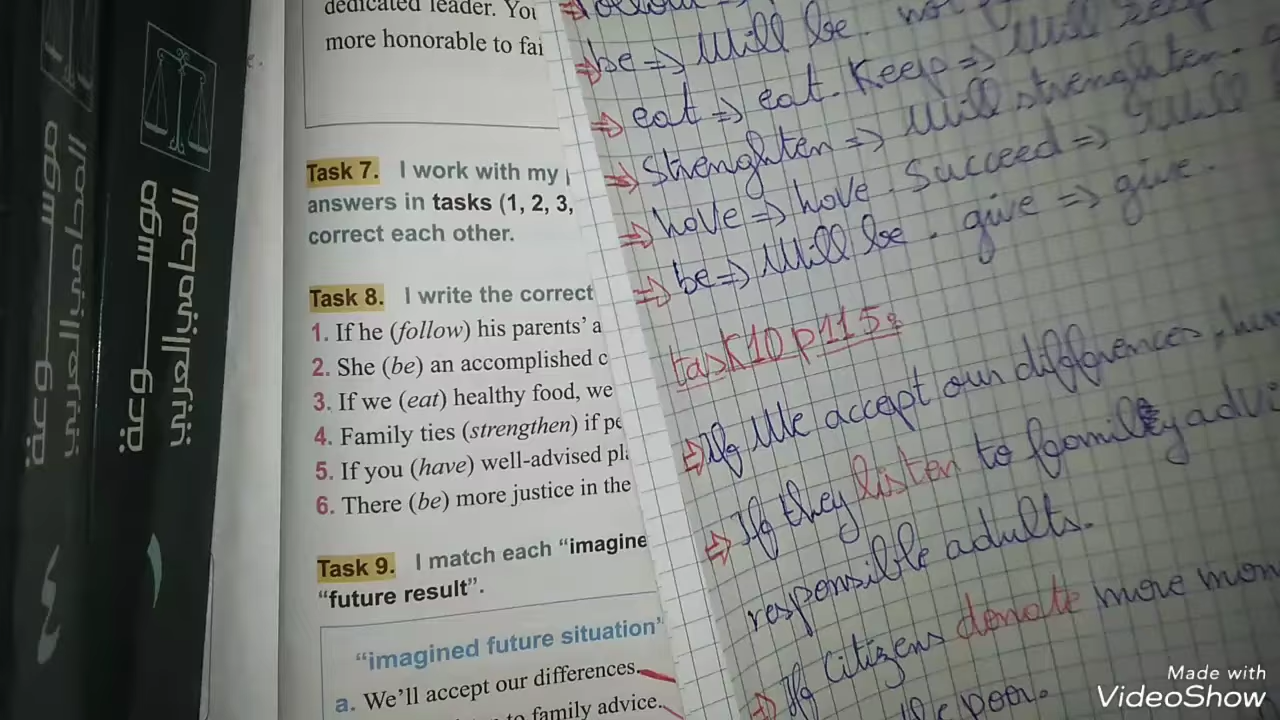 dedicated leader. You
more honorable to fai
Task 7. I work with my
answers in tasks (1, 2, 3,
correct each other.
Task 8. I write the correct
1. If he (follow) his parents' a
2. She (be) an accomplished c
3. If we (eat) healthy food, we
4. Family ties (strengthen) if pe
5. If you (have) well-advised pl
6. There (be) more justice in the
Task 9. I match each "imagine
"future result".
"imagined future situation"
a. We'll accept our differences.
to family advice.
⇒ be => will be.
⇒ eat => eat. Keep => will keep
⇒ Strenghten => will strenghten.
⇒ have => have. Succeed => will
⇒ be => will be. give => give.
task 10 p115:
⇒ If we accept our differences,
⇒ If they listen to family advi
responsible adults.
⇒ If citizens donate more mon
poor.
موسوعة
المصطلحا
موسوعة
Made with
VideoShow